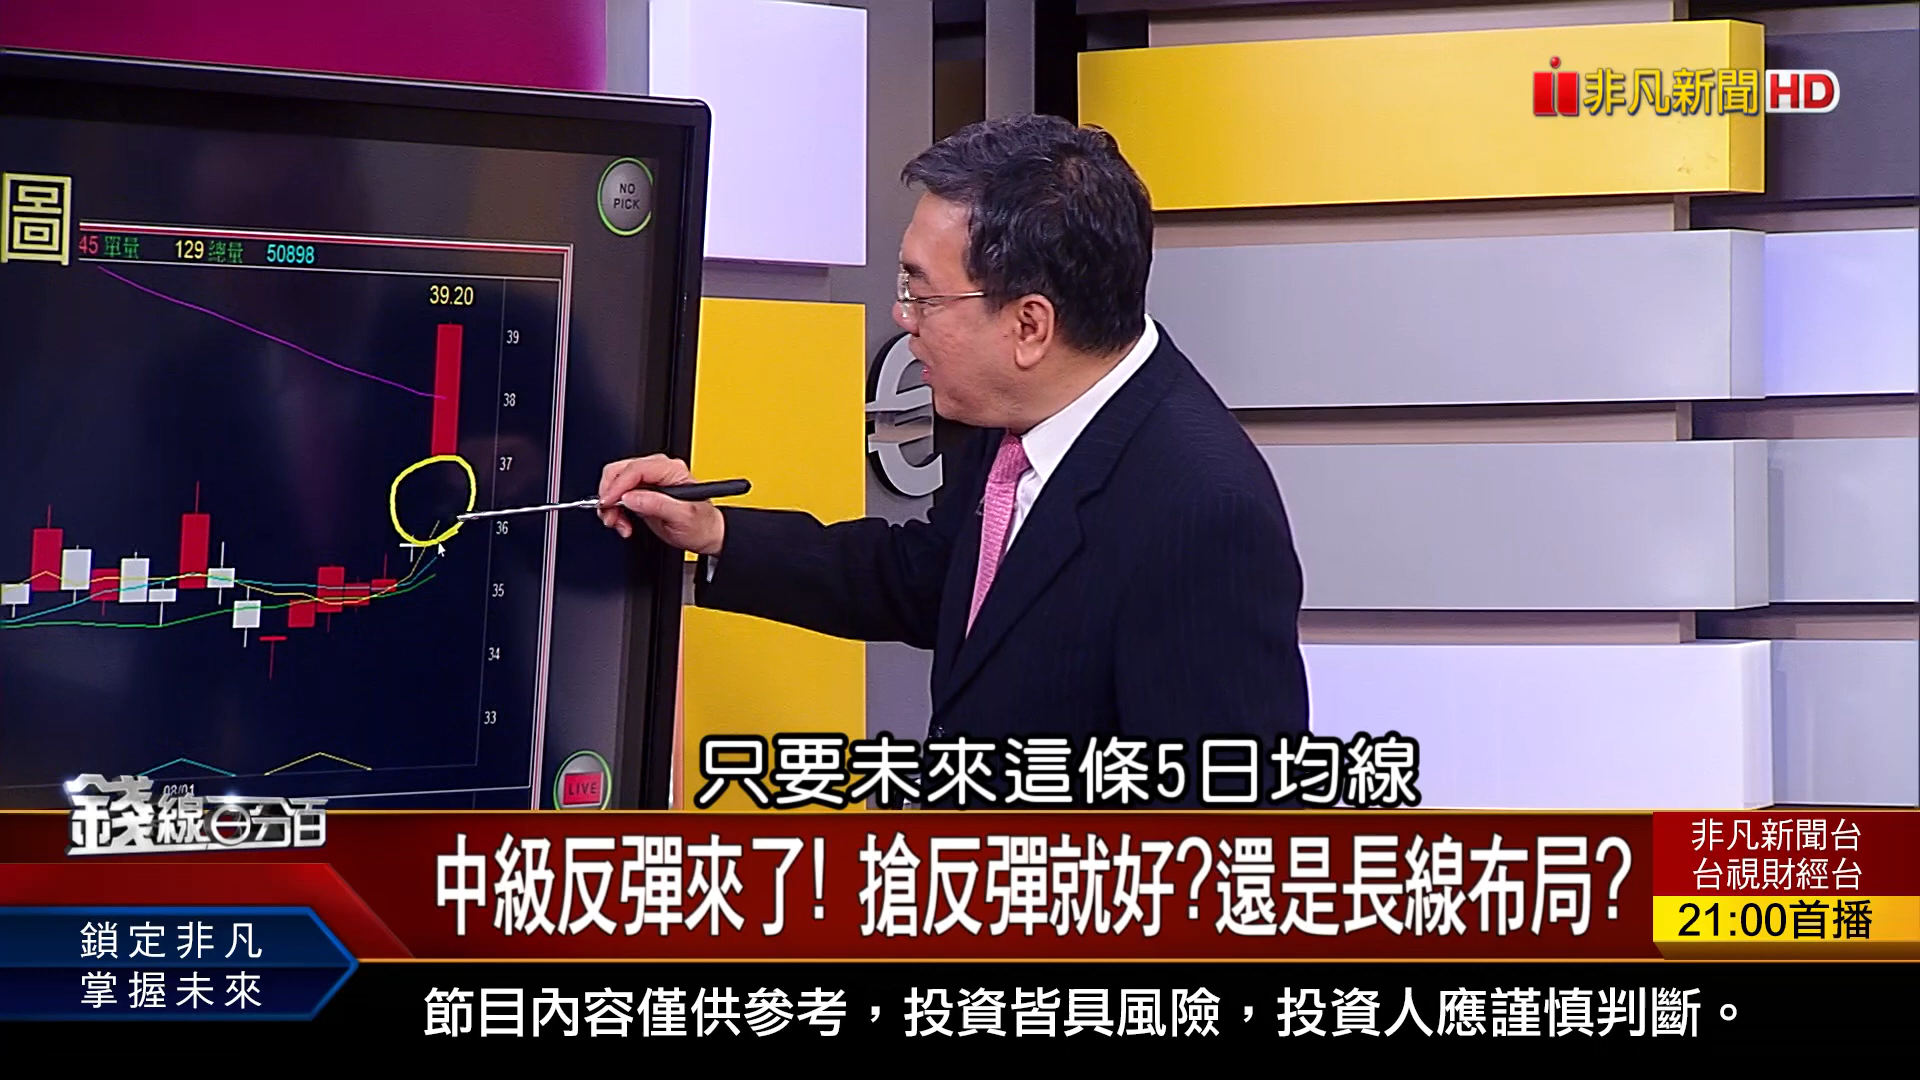 非凡新聞HD
NO
PICK
圖
45 單量 129 總量 50898
39.20
39
38
37
36
35
34
33
08/01
LIVE
只要未來這條5日均線
錢線百分百
中級反彈來了! 搶反彈就好?還是長線布局?
非凡新聞台
台視財經台
21:00首播
鎖定非凡
掌握未來
節目內容僅供參考，投資皆具風險，投資人應謹慎判斷。